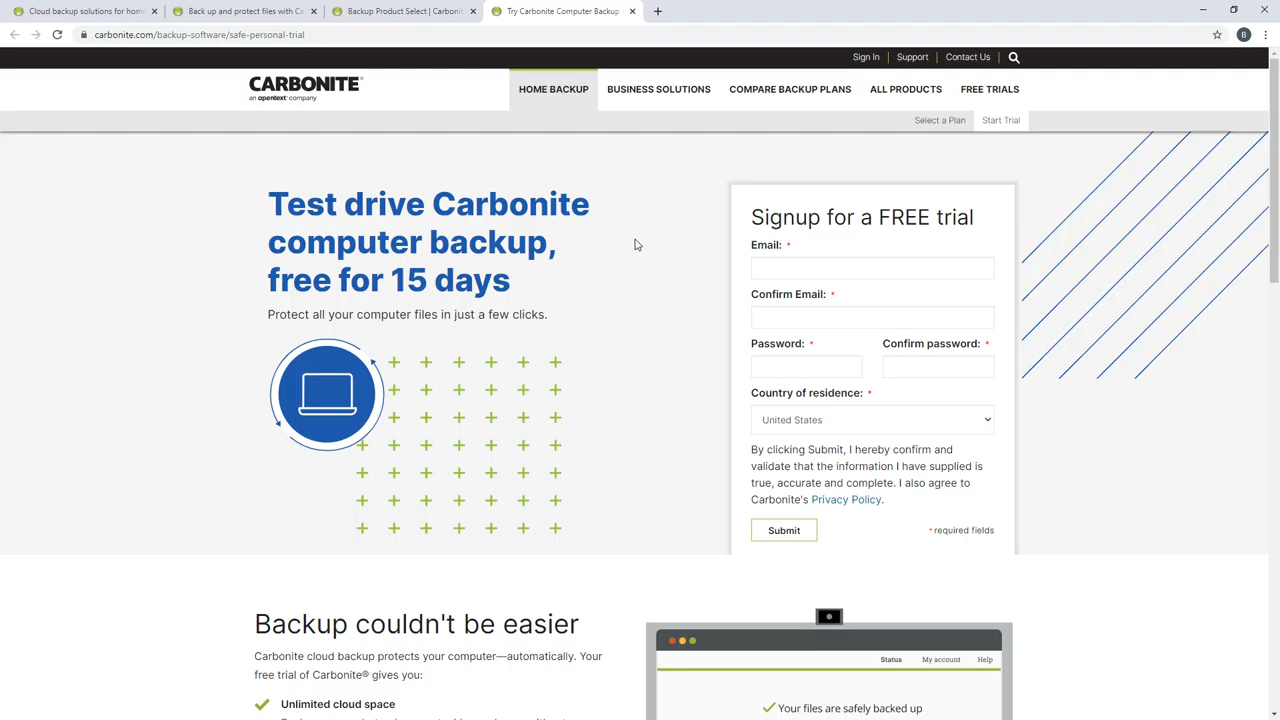 Cloud backup solutions for home
Back up and protect files with Ca
Backup Product Select | Carbonit
Try Carbonite Computer Backup
carbonite.com/backup-software/safe-personal-trial
B
Sign In
Support
Contact Us
CARBONITE®
an opentext company
HOME BACKUP
BUSINESS SOLUTIONS
COMPARE BACKUP PLANS
ALL PRODUCTS
FREE TRIALS
Select a Plan
Start Trial
Test drive Carbonite
computer backup,
free for 15 days
Protect all your computer files in just a few clicks.
Signup for a FREE trial
Email: *
Confirm Email: *
Password: *
Confirm password: *
Country of residence: *
United States
By clicking Submit, I hereby confirm and
validate that the information I have supplied is
true, accurate and complete. I also agree to
Carbonite's Privacy Policy.
Submit
* required fields
Backup couldn't be easier
Carbonite cloud backup protects your computer—automatically. Your
free trial of Carbonite® gives you:
Unlimited cloud space
Status
My account
Help
Your files are safely backed up